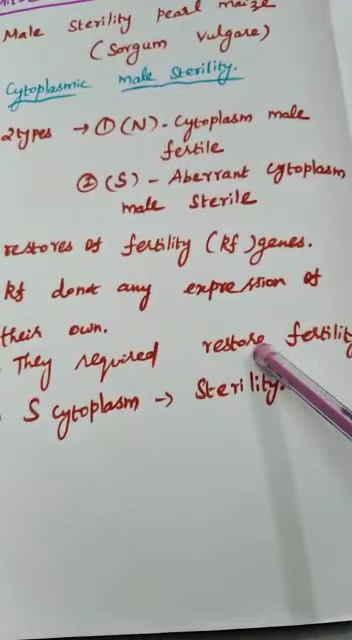 Male Sterility pearl maize
(Sorgum Vulgare)
Cytoplasmic male Sterility.
2types → ① (N) - Cytoplasm male
fertile
② (S) - Aberrant cytoplasm
male Sterile
restores of fertility (Rf) genes.
Rf donot any expression of
their own.
They required restore fertility
S cytoplasm → Sterility.